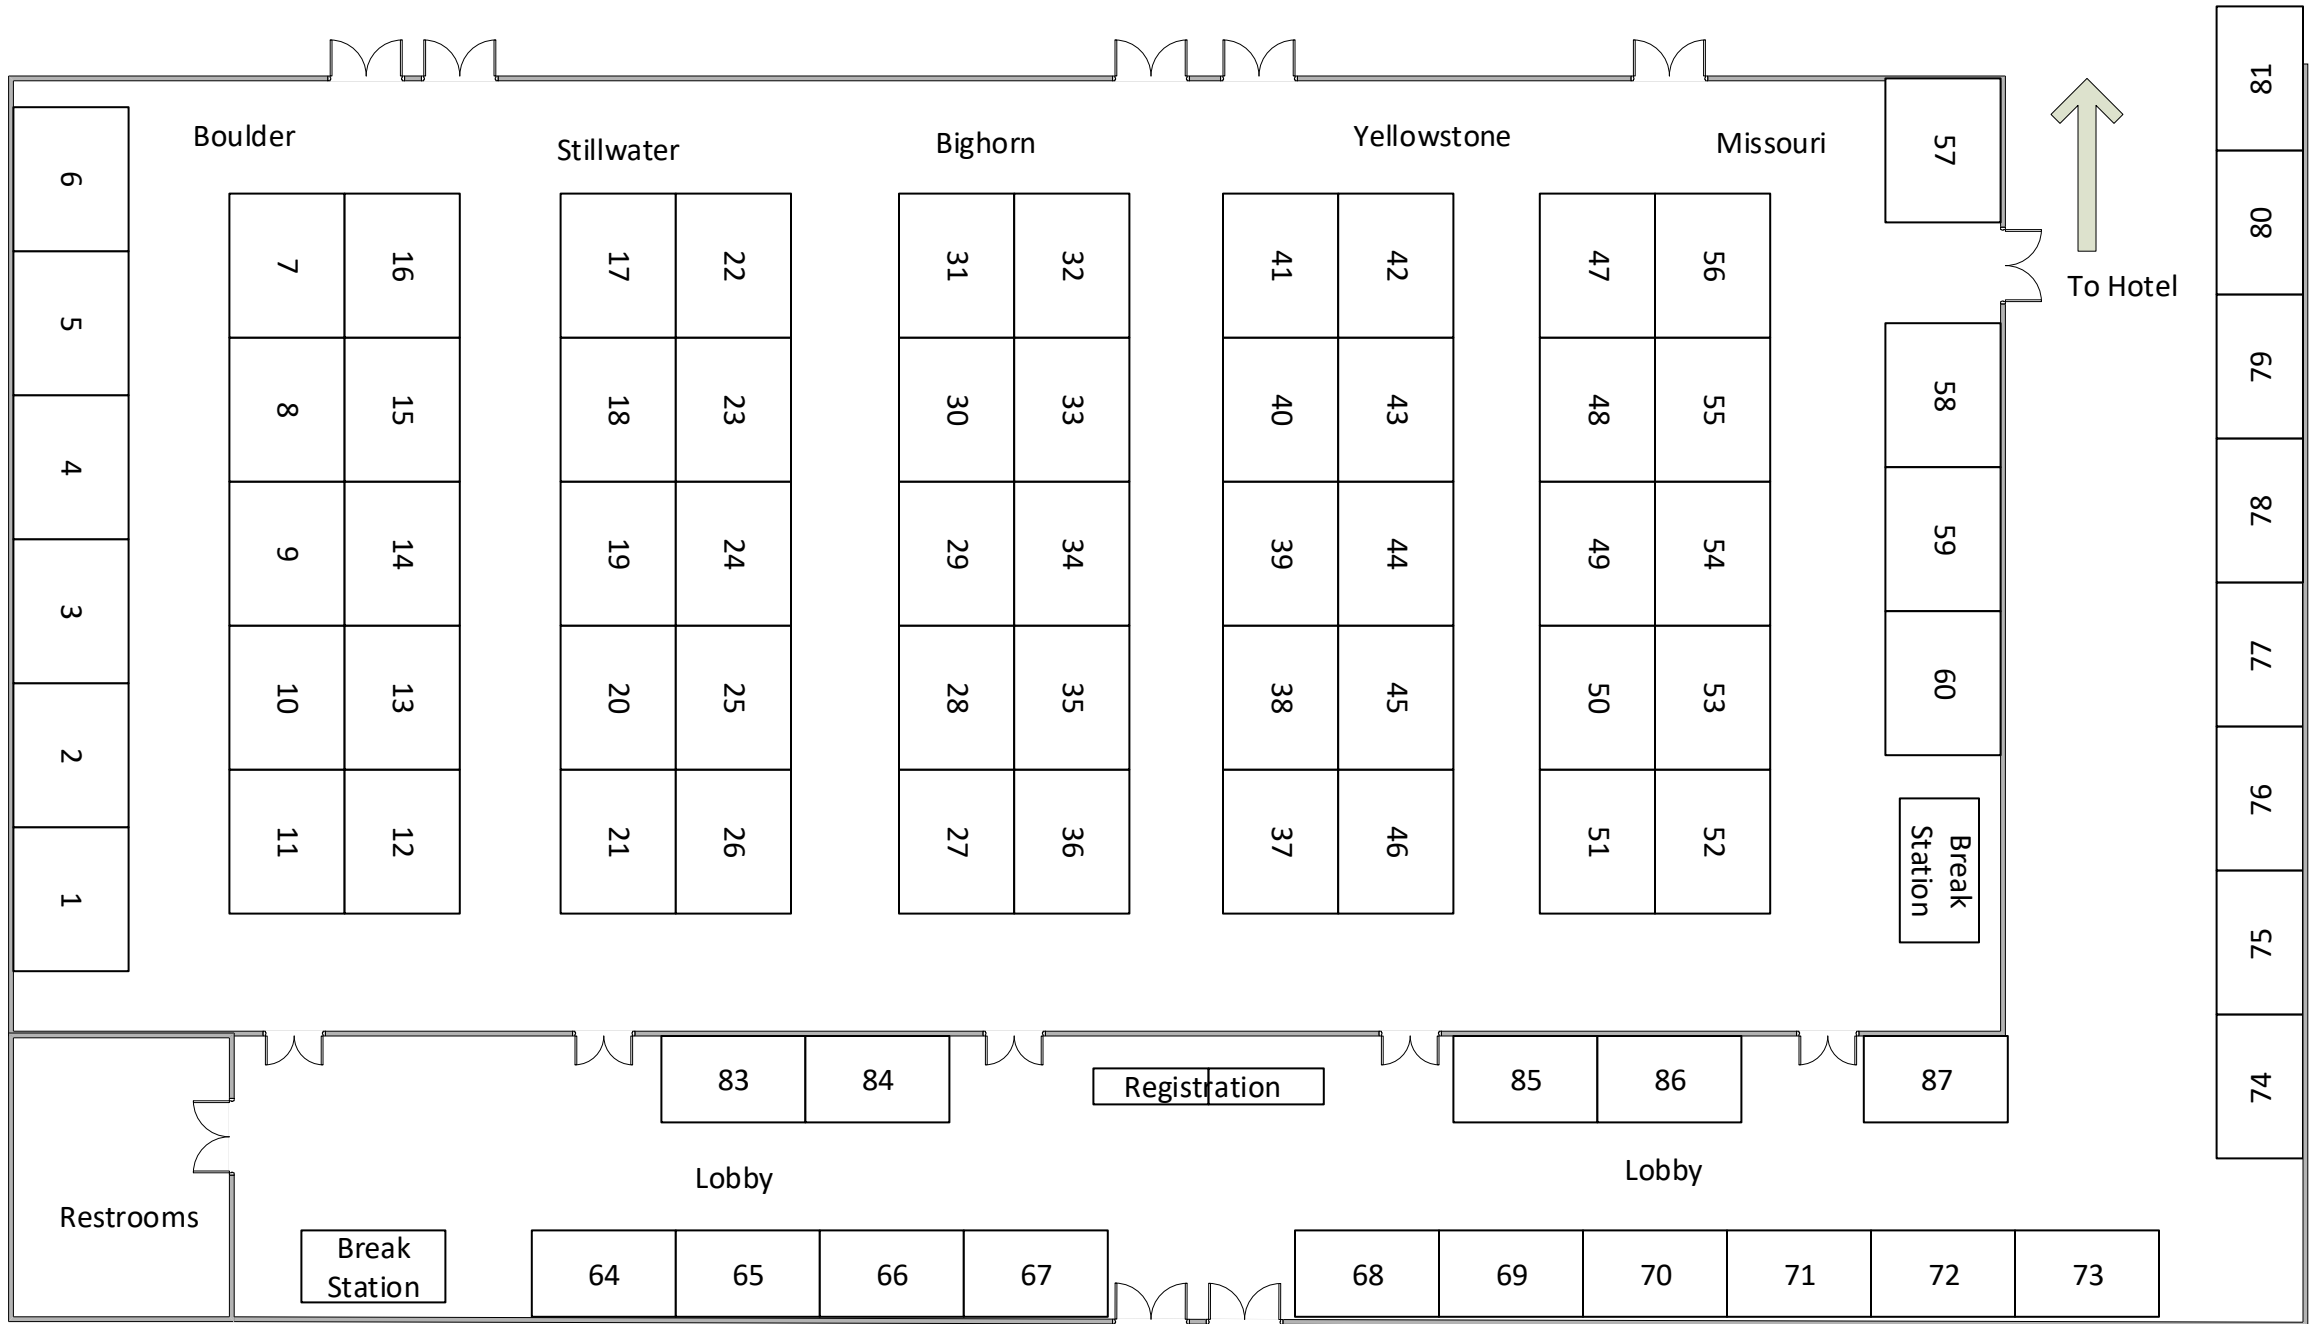 81
Boulder
Stillwater
Bighorn
Yellowstone
Missouri
57
6
80
To Hotel
7 16 17 22 31 32 41 42 47 56
5
79
8 15 18 23 30 33 40 43 48 55
58
4
78
9 14 19 24 29 34 39 44 49 54
59
3
77
10 13 20 25 28 35 38 45 50 53
60
2
76
11 12 21 26 27 36 37 46 51 52
Break
Station
1
75
83 84
Registration
85 86 87
74
Lobby
Lobby
Restrooms
Break
Station
64 65 66 67 68 69 70 71 72 73